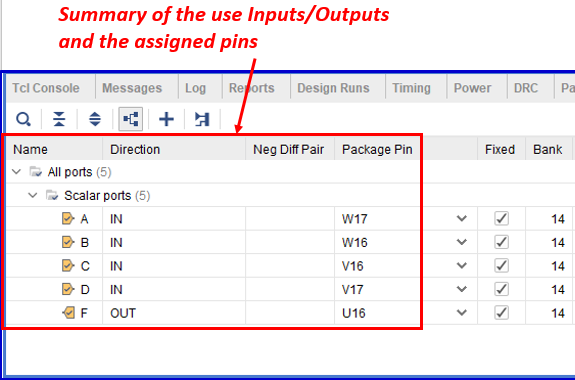 Summary of the use Inputs/Outputs
and the assigned pins
Tcl Console Messages Log Reports Design Runs Timing Power DRC Pa
Name Direction Neg Diff Pair Package Pin Fixed Bank
All ports (5)
Scalar ports (5)
A IN W17 14
B IN W16 14
C IN V16 14
D IN V17 14
F OUT U16 14